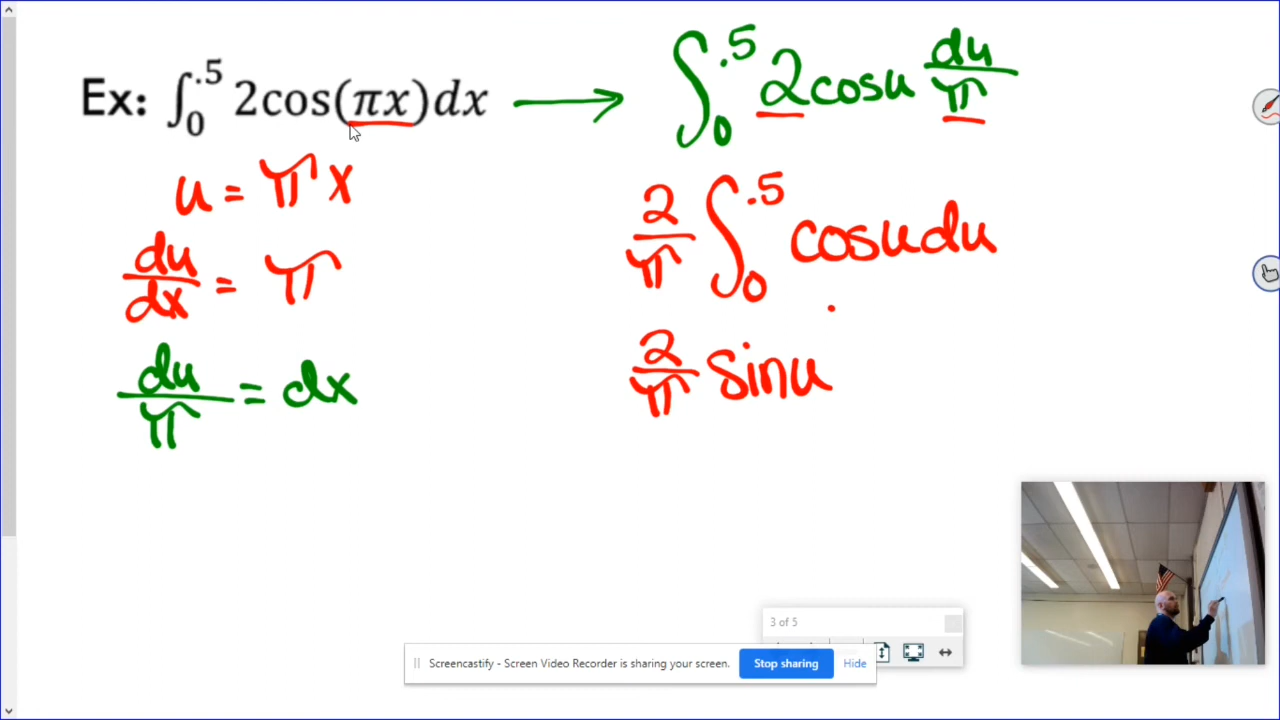 Ex: ∫₀^.5 2cos(πx)dx ⟶ ∫₀^.5 2cosu du/π
u = πx
du/dx = π
du/π = dx
2/π ∫₀^.5 cosudu
2/π sinu
3 of 5
Screencastify - Screen Video Recorder is sharing your screen. Stop sharing Hide